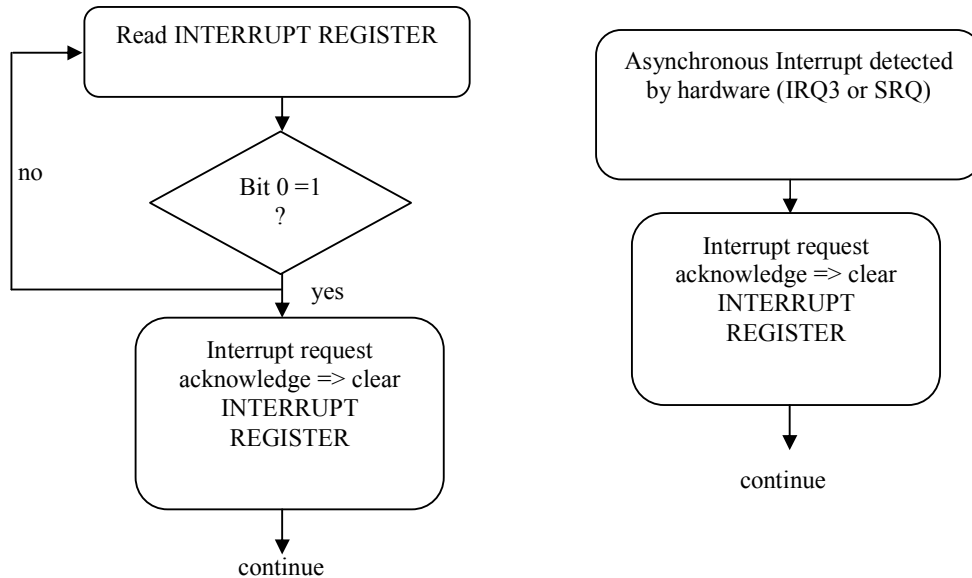 Read INTERRUPT REGISTER
no
Bit 0 =1
?
yes
Interrupt request
acknowledge => clear
INTERRUPT
REGISTER
continue
Asynchronous Interrupt detected
by hardware (IRQ3 or SRQ)
Interrupt request
acknowledge => clear
INTERRUPT
REGISTER
continue